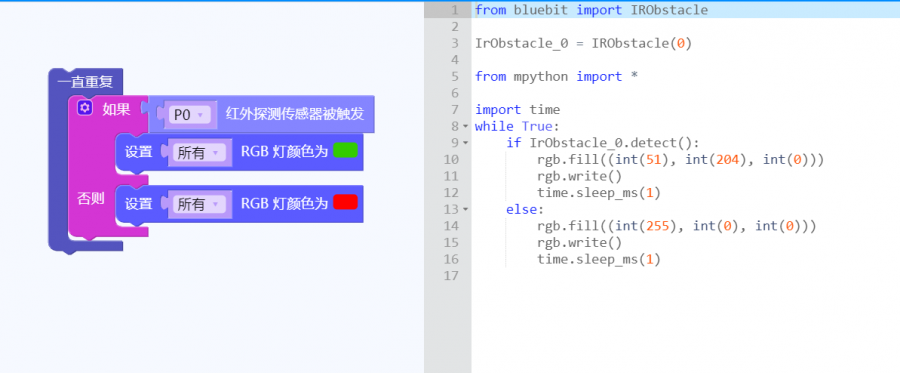 一直重复
如果 P0 红外探测传感器被触发
设置 所有 RGB 灯颜色为
否则 设置 所有 RGB 灯颜色为
1 from bluebit import IRObstacle
2
3 IrObstacle_0 = IRObstacle(0)
4
5 from mpython import *
6
7 import time
8 while True:
9     if IrObstacle_0.detect():
10         rgb.fill((int(51), int(204), int(0)))
11         rgb.write()
12         time.sleep_ms(1)
13     else:
14         rgb.fill((int(255), int(0), int(0)))
15         rgb.write()
16         time.sleep_ms(1)
17